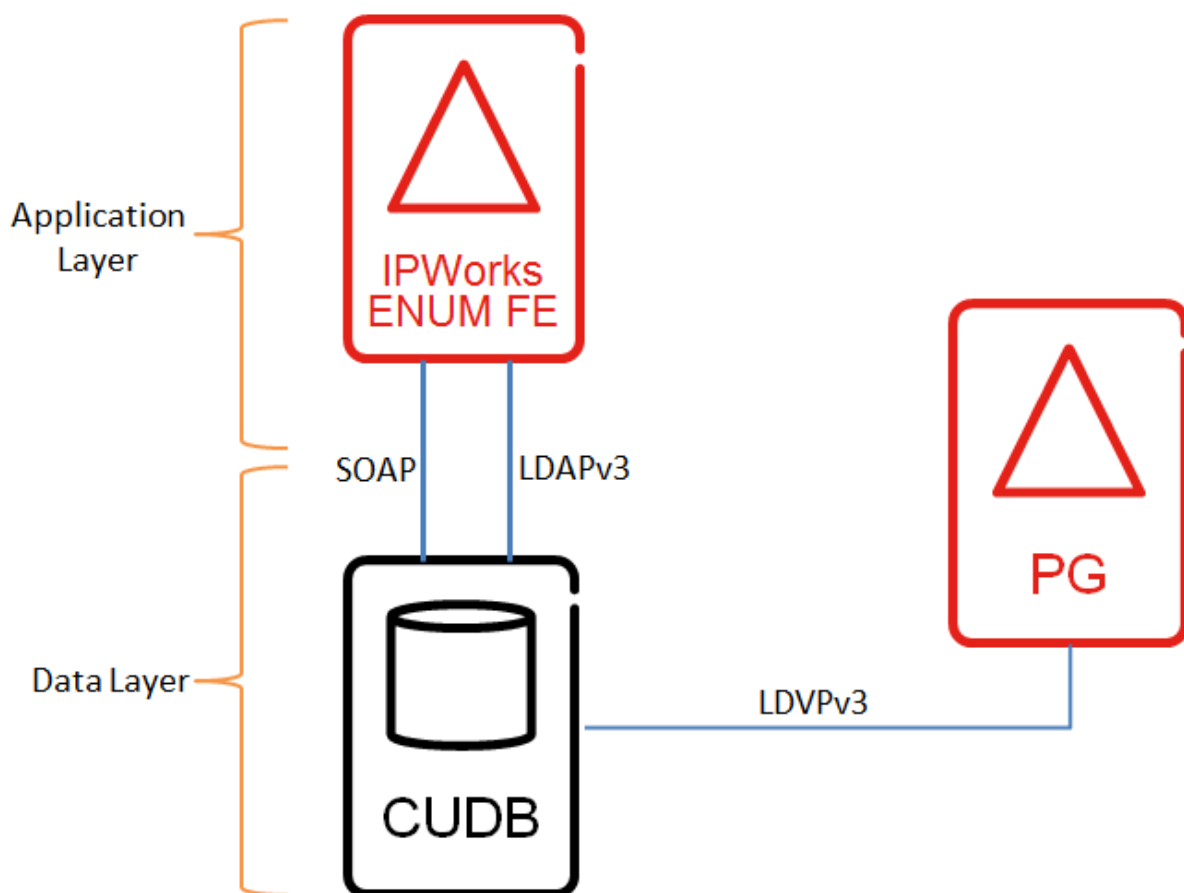 Application
Layer
IPWorks
ENUM FE
SOAP
LDAPv3
PG
Data Layer
LDVPv3
CUDB